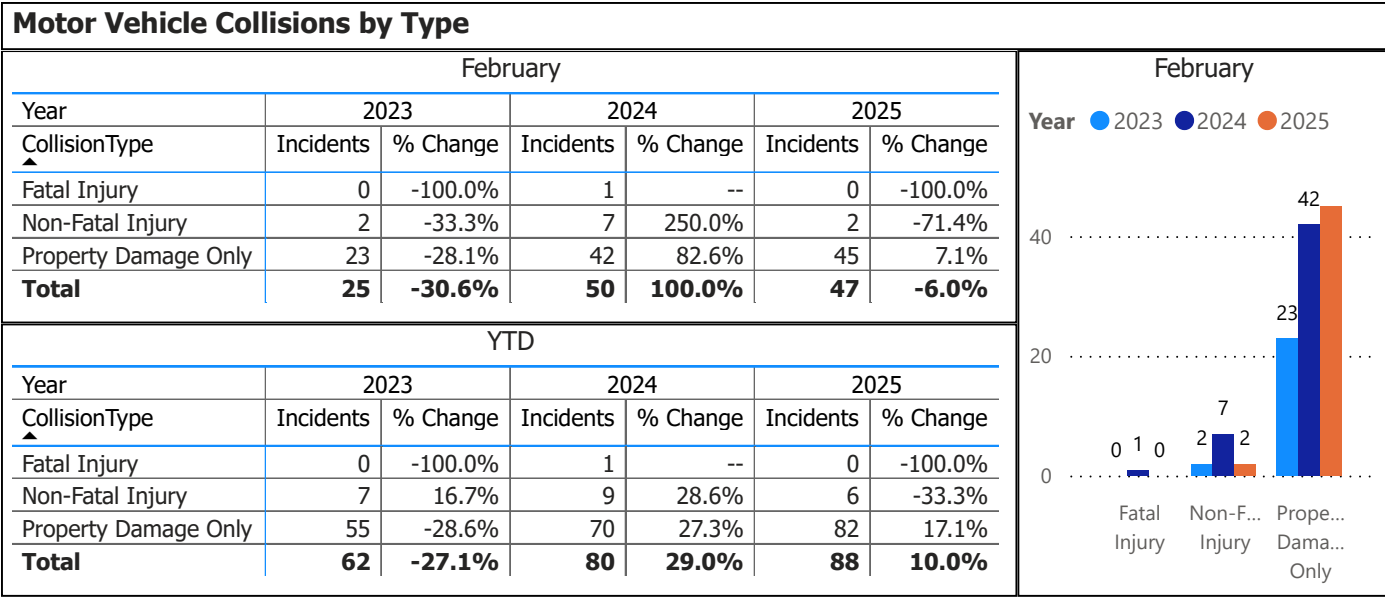 Motor Vehicle Collisions by Type
February
Year 2023 2024 2025
CollisionType Incidents % Change Incidents % Change Incidents % Change
Fatal Injury 0 -100.0% 1 -- 0 -100.0%
Non-Fatal Injury 2 -33.3% 7 250.0% 2 -71.4%
Property Damage Only 23 -28.1% 42 82.6% 45 7.1%
Total 25 -30.6% 50 100.0% 47 -6.0%
YTD
Year 2023 2024 2025
CollisionType Incidents % Change Incidents % Change Incidents % Change
Fatal Injury 0 -100.0% 1 -- 0 -100.0%
Non-Fatal Injury 7 16.7% 9 28.6% 6 -33.3%
Property Damage Only 55 -28.6% 70 27.3% 82 17.1%
Total 62 -27.1% 80 29.0% 88 10.0%
February
Year 2023 2024 2025
42
40
23
20
7
0 1 0 2 2
0
Fatal Non-F... Prope...
Injury Injury Dama...
Only